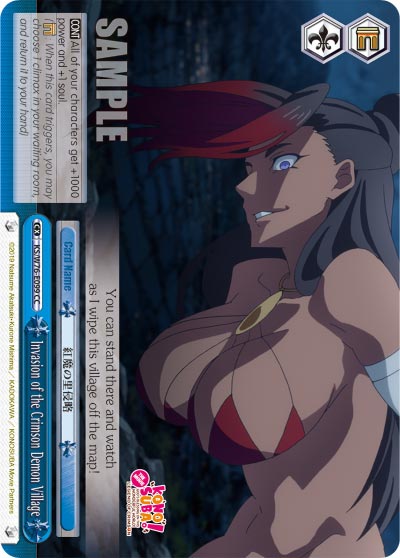 SAMPLE
CONT All of your characters get +1000
power and +1 soul.
: When this card triggers, you may
choose 1 climax in your waiting room,
and return it to your hand)
You can stand there and watch
as I wipe this village off the map!
Card Name
紅魔の里侵略
CX KS/W76-E099 CC
Invasion of the Crimson Demon Village
©2019 Natsume Akatsuki・Kurone Mishima／KADOKAWA／KONOSUBA Movie Partners
KONO
SUBA!